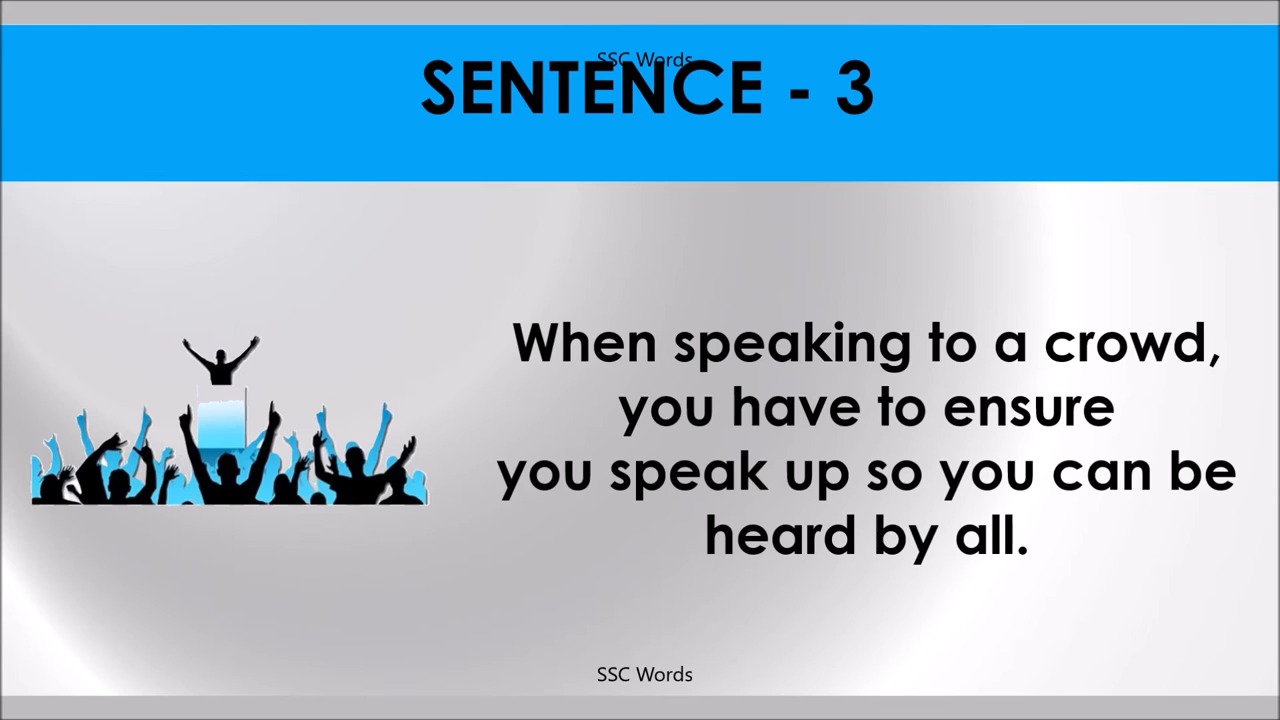 SSC Words
SENTENCE - 3
When speaking to a crowd,
you have to ensure
you speak up so you can be
heard by all.
SSC Words